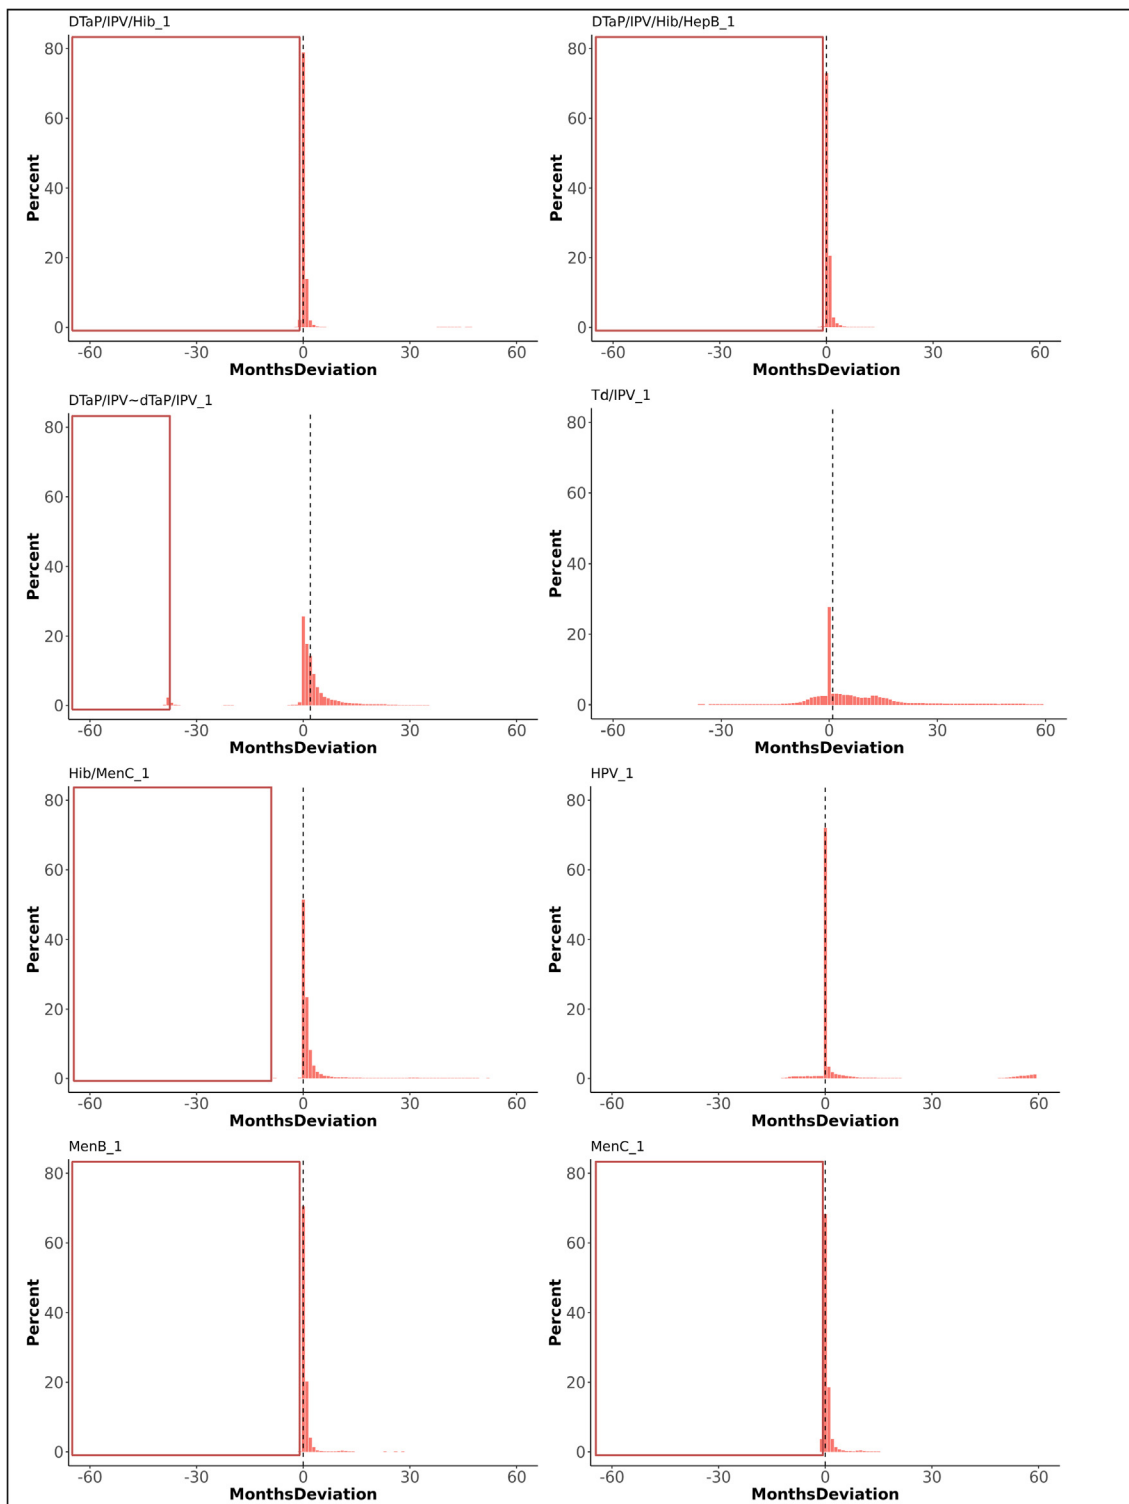 DTaP/IPV/Hib_1
80
60
40
20
0
Percent
-60 -30 0 30 60
MonthsDeviation
DTaP/IPV/Hib/HepB_1
80
60
40
20
0
Percent
-60 -30 0 30 60
MonthsDeviation
DTaP/IPV~dTaP/IPV_1
80
60
40
20
0
Percent
-60 -30 0 30 60
MonthsDeviation
Td/IPV_1
80
60
40
20
0
Percent
-60 -30 0 30 60
MonthsDeviation
Hib/MenC_1
80
60
40
20
0
Percent
-60 -30 0 30 60
MonthsDeviation
HPV_1
80
60
40
20
0
Percent
-60 -30 0 30 60
MonthsDeviation
MenB_1
80
60
40
20
0
Percent
-60 -30 0 30 60
MonthsDeviation
MenC_1
80
60
40
20
0
Percent
-60 -30 0 30 60
MonthsDeviation